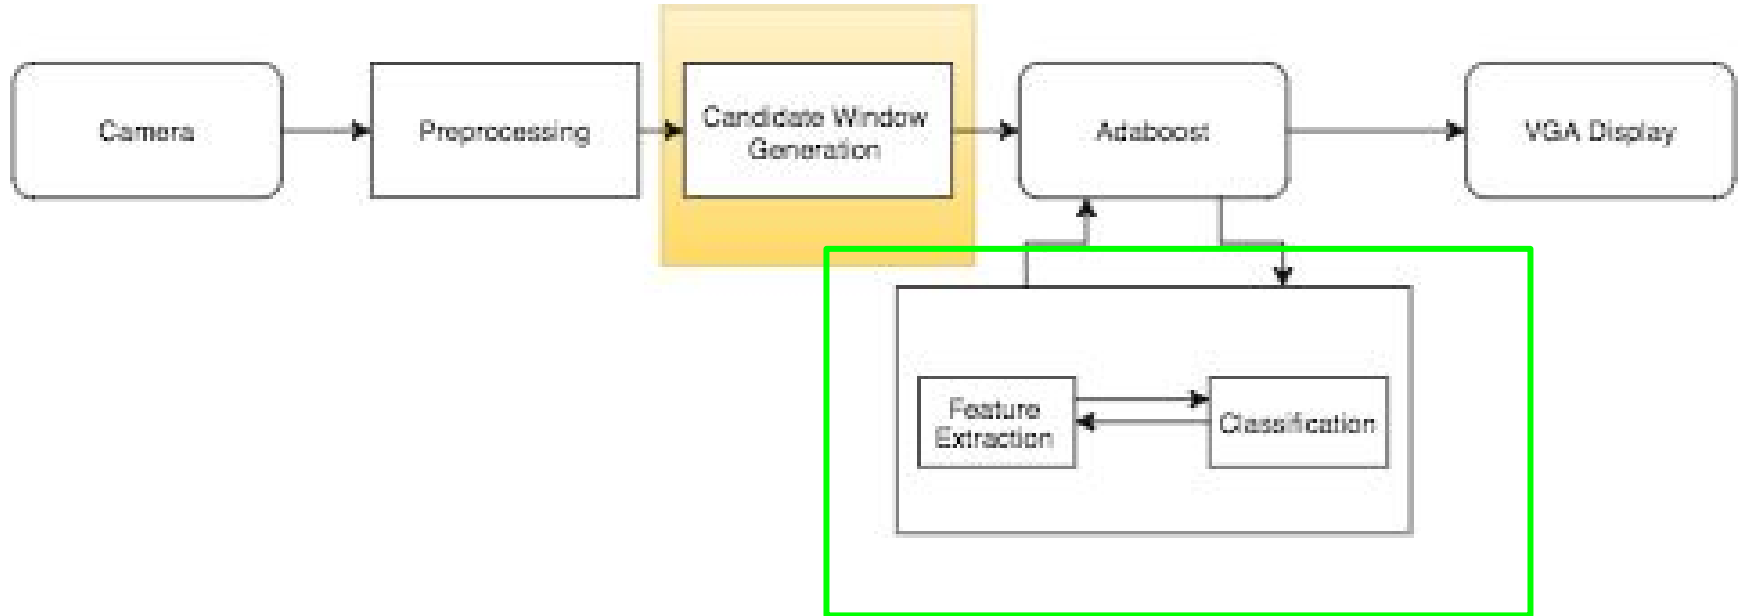 Camera
Preprocessing
Candidate Window
Generation
Adaboost
VGA Display
Feature
Extraction
Classification